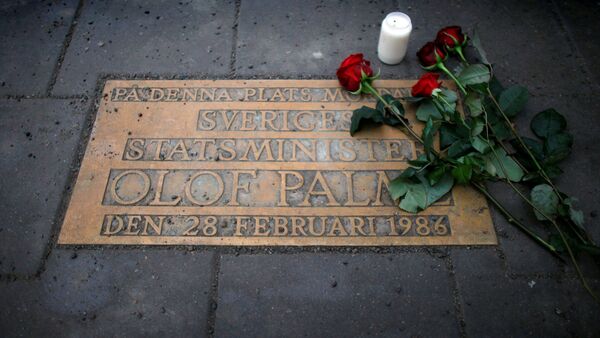 PÅ DENNA PLATS
SVERIGES
STATSMINISTER
OLOF PALME
DEN 28 FEBRUARI 1986